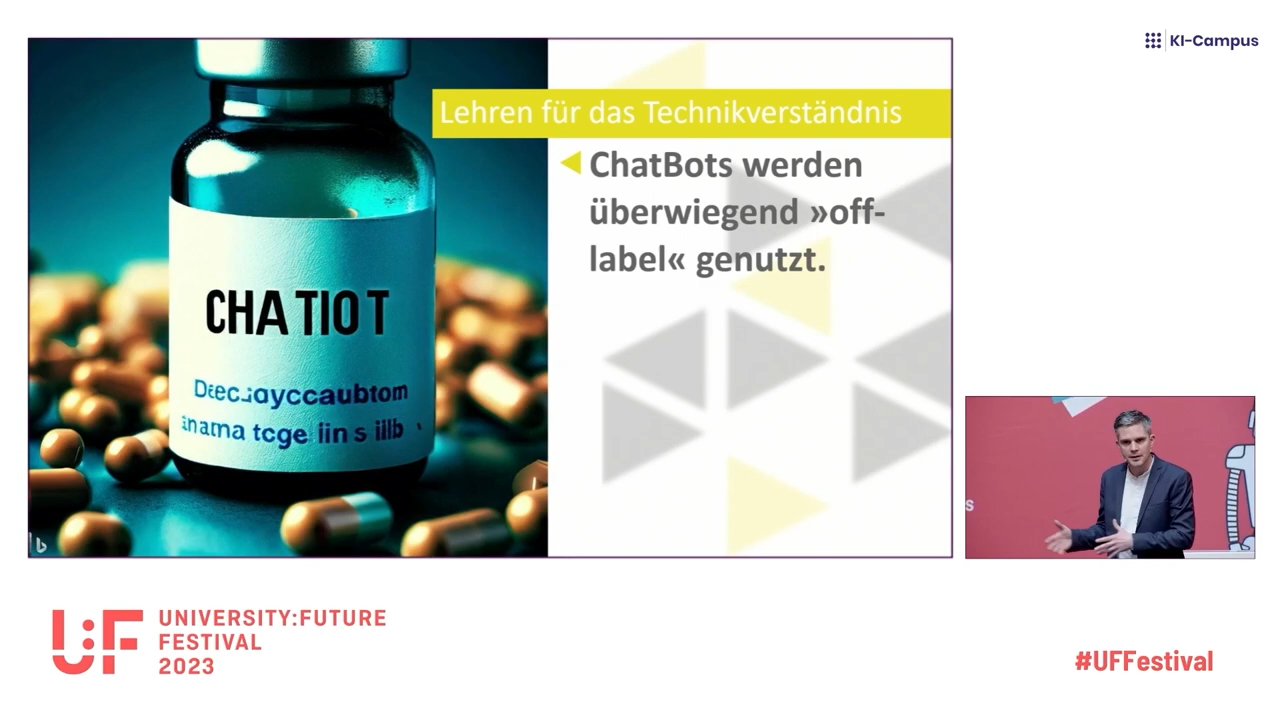 KI-Campus
Lehren für das Technikverständnis
ChatBots werden
überwiegend »off-
label« genutzt.
CHA TIO T
s
b
U:F
UNIVERSITY:FUTURE
FESTIVAL
2023
#UFFestival